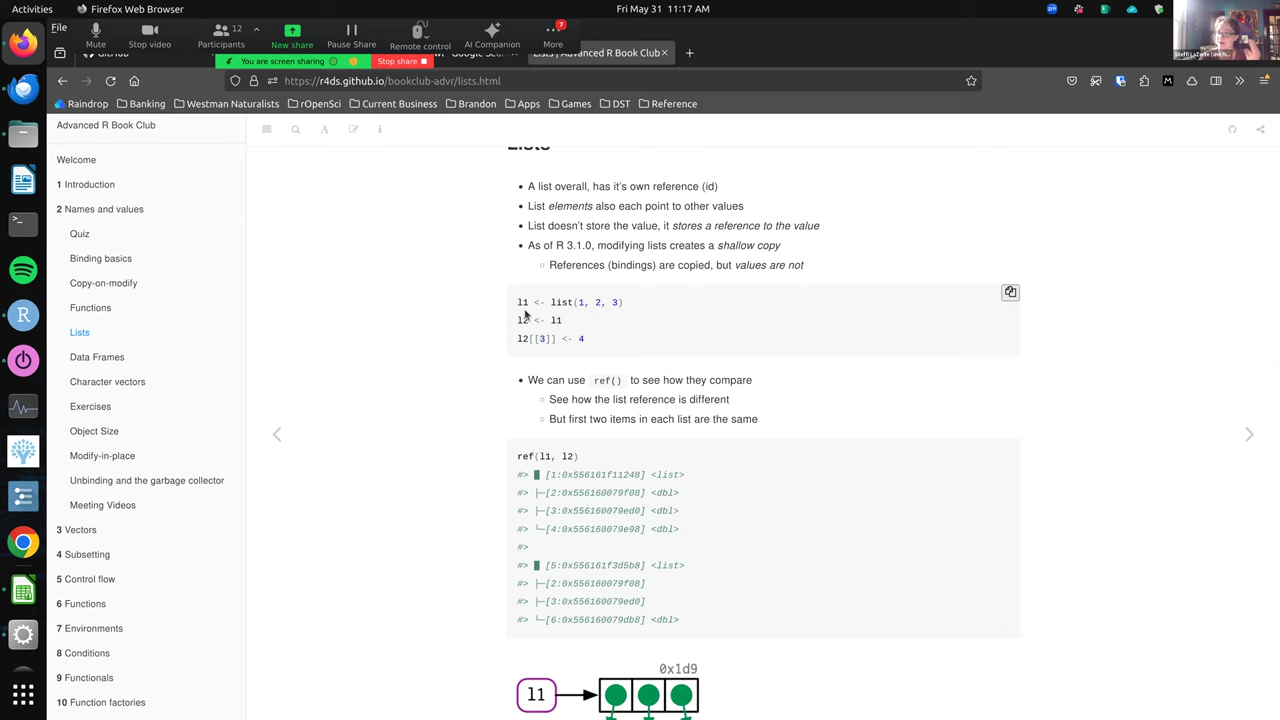 Activities
Firefox Web Browser
Fri May 31 11:17 AM
File
Mute
Stop video
12
Participants
New share
Pause Share
Remote control
AI Companion
7
More
You are screen sharing
Stop share
Lists | Advanced R Book Club
https://r4ds.github.io/bookclub-advr/lists.html
Raindrop
Banking
Westman Naturalists
rOpenSci
Current Business
Brandon
Apps
Games
DST
Reference
Advanced R Book Club
Welcome
1 Introduction
2 Names and values
Quiz
Binding basics
Copy-on-modify
Functions
Lists
Data Frames
Character vectors
Exercises
Object Size
Modify-in-place
Unbinding and the garbage collector
Meeting Videos
3 Vectors
4 Subsetting
5 Control flow
6 Functions
7 Environments
8 Conditions
9 Functionals
10 Function factories
Lists
• A list overall, has it's own reference (id)
• List elements also each point to other values
• List doesn't store the value, it stores a reference to the value
• As of R 3.1.0, modifying lists creates a shallow copy
○ References (bindings) are copied, but values are not
l1 <- list(1, 2, 3)
l2 <- l1
l2[[3]] <- 4
• We can use ref() to see how they compare
○ See how the list reference is different
○ But first two items in each list are the same
ref(l1, l2)
#> █ [1:0x556161f11248] <list>
#> ├─[2:0x556160079f08] <dbl>
#> ├─[3:0x556160079ed0] <dbl>
#> └─[4:0x556160079e98] <dbl>
#>
#> █ [5:0x556161f3d5b8] <list>
#> ├─[2:0x556160079f08]
#> ├─[3:0x556160079ed0]
#> └─[6:0x556160079db8] <dbl>
0x1d9
l1